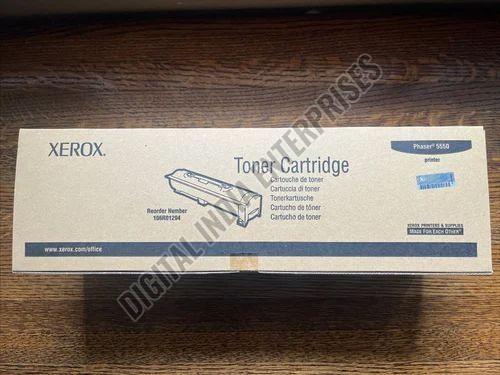 XEROX.
Toner Cartridge
Cartouche de toner
Cartuccia di toner
Tonerkartusche
Cartucho de tóner
Cartucho de toner
Reorder Number
106R01294
www.xerox.com/office
Phaser® 5550
printer
XEROX PRINTERS & SUPPLIES
MADE FOR EACH OTHER®
DIGITAL INDIA ENTERPRISES